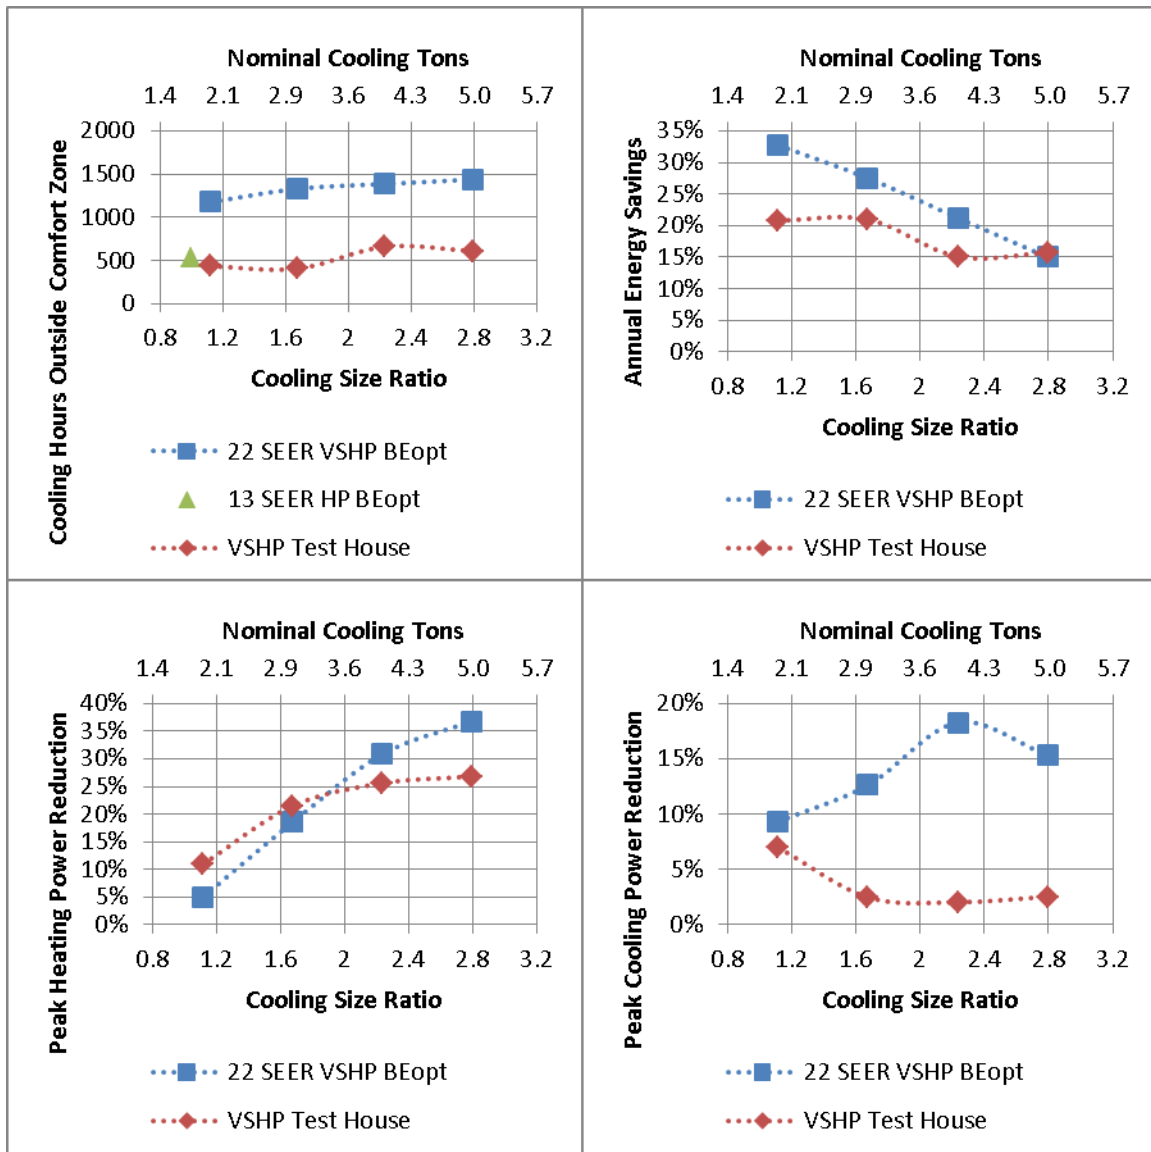 Nominal Cooling Tons
1.4 2.1 2.9 3.6 4.3 5.0 5.7
2000
1500
1000
500
0
0.8 1.2 1.6 2 2.4 2.8 3.2
Cooling Size Ratio
Cooling Hours Outside Comfort Zone
22 SEER VSHP BEopt
13 SEER HP BEopt
VSHP Test House
Nominal Cooling Tons
1.4 2.1 2.9 3.6 4.3 5.0 5.7
35%
30%
25%
20%
15%
10%
5%
0%
0.8 1.2 1.6 2 2.4 2.8 3.2
Cooling Size Ratio
Annual Energy Savings
22 SEER VSHP BEopt
VSHP Test House
Nominal Cooling Tons
1.4 2.1 2.9 3.6 4.3 5.0 5.7
40%
35%
30%
25%
20%
15%
10%
5%
0%
0.8 1.2 1.6 2 2.4 2.8 3.2
Cooling Size Ratio
Peak Heating Power Reduction
22 SEER VSHP BEopt
VSHP Test House
Nominal Cooling Tons
1.4 2.1 2.9 3.6 4.3 5.0 5.7
20%
15%
10%
5%
0%
0.8 1.2 1.6 2 2.4 2.8 3.2
Cooling Size Ratio
Peak Cooling Power Reduction
22 SEER VSHP BEopt
VSHP Test House